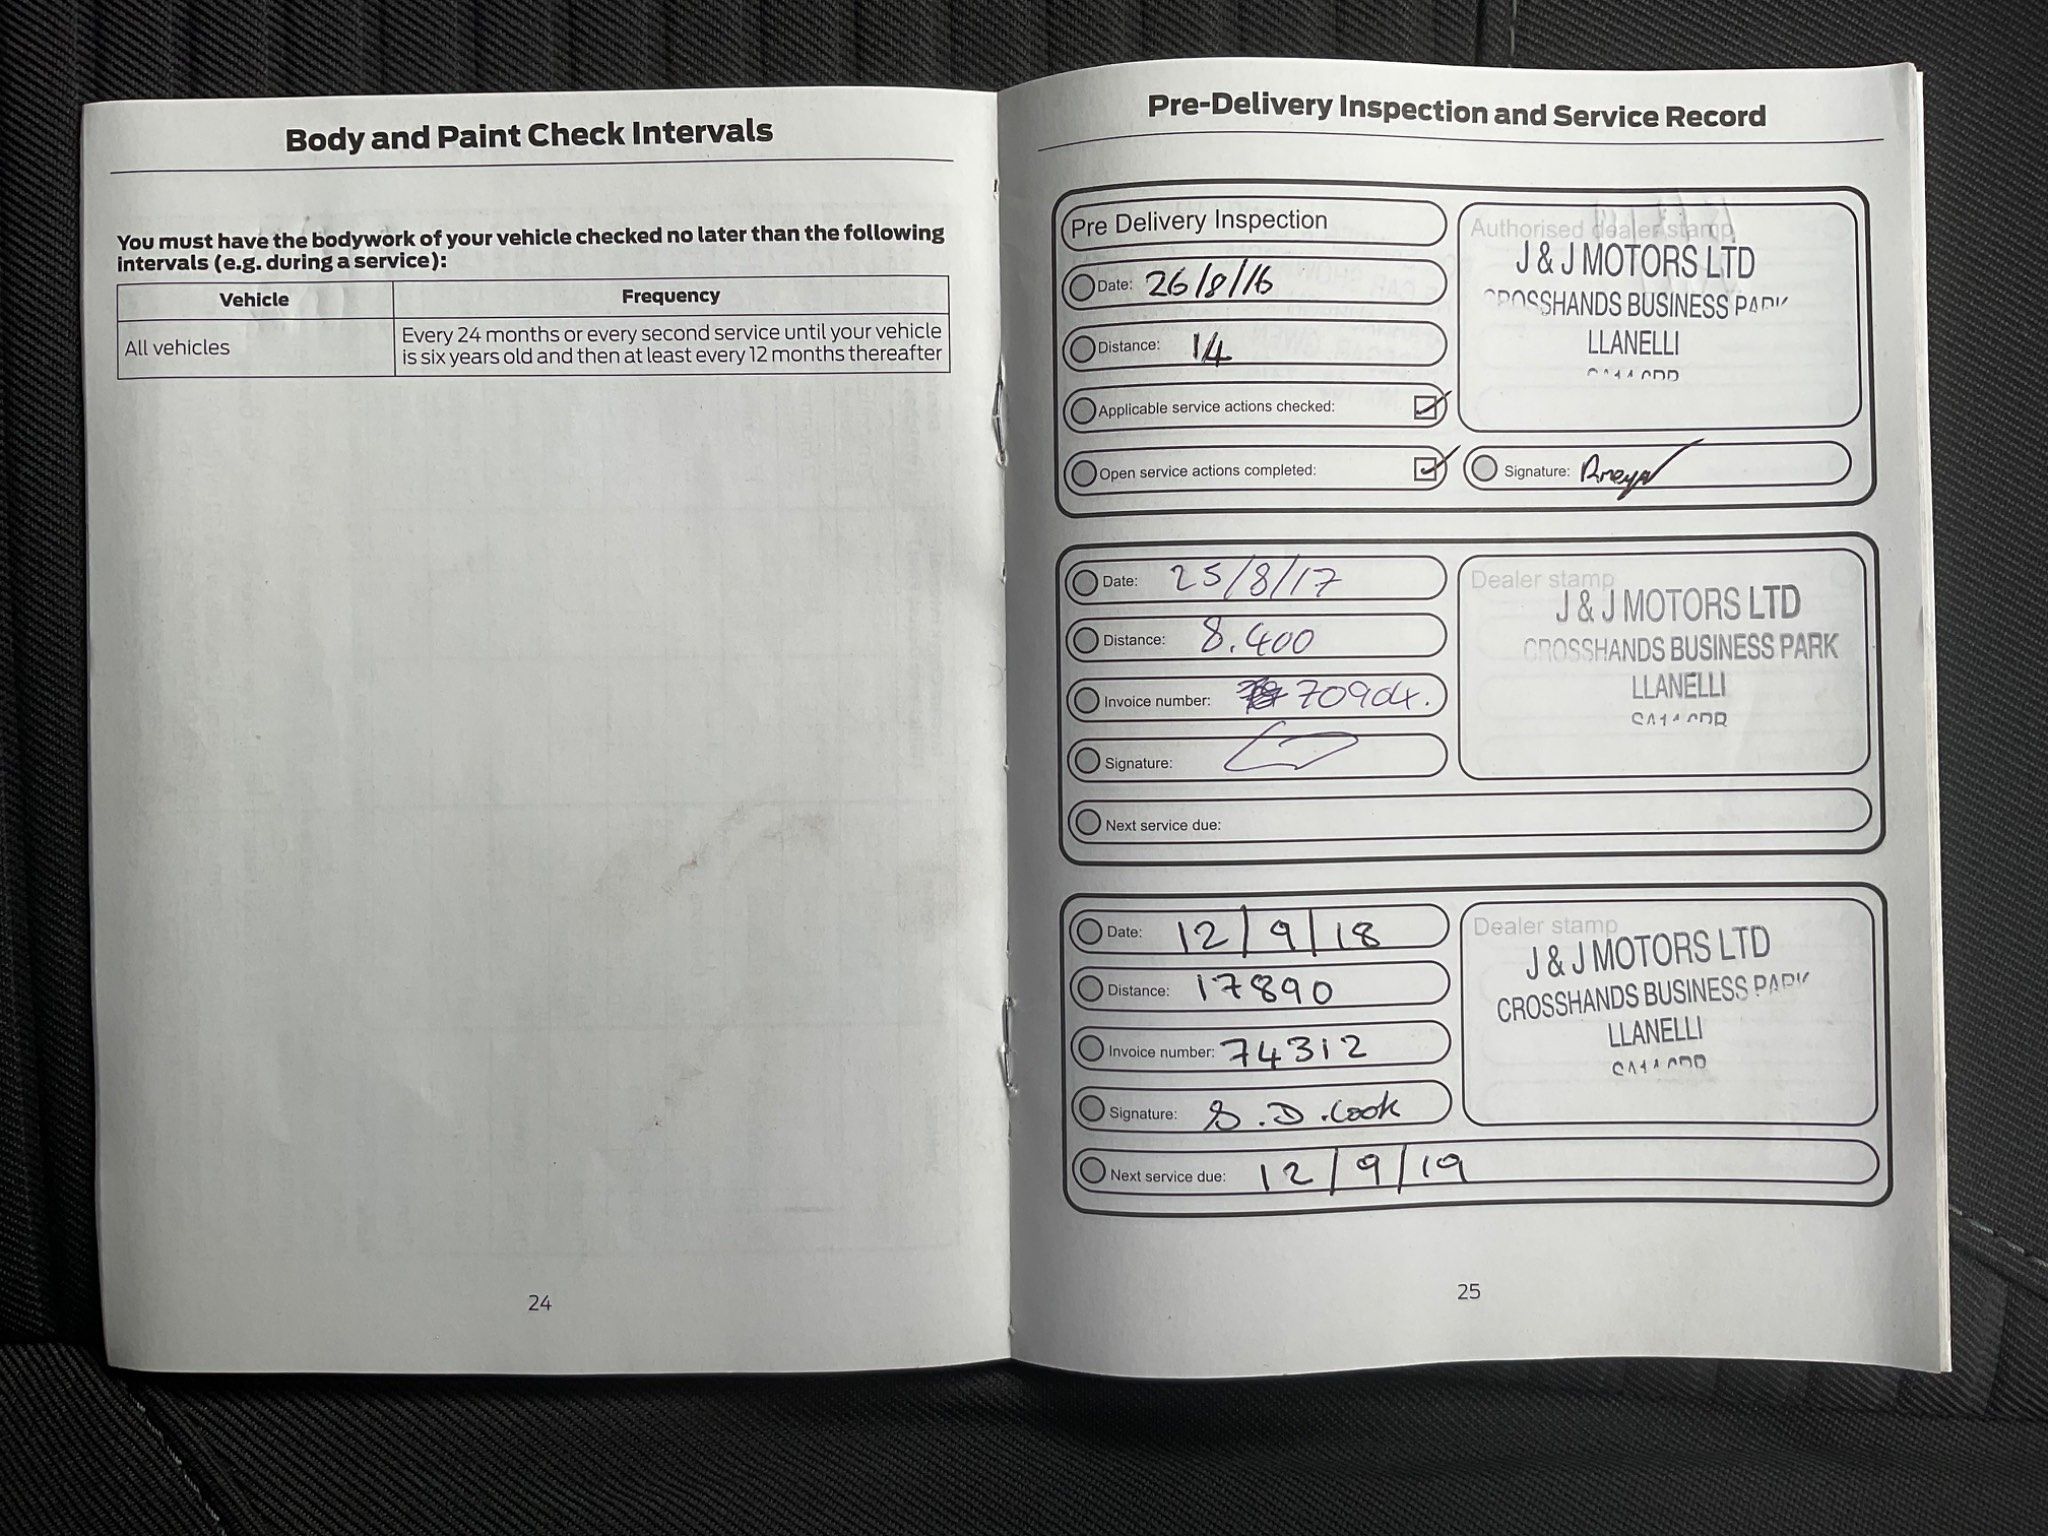 Body and Paint Check Intervals
You must have the bodywork of your vehicle checked no later than the following
intervals (e.g. during a service):
Vehicle Frequency
All vehicles Every 24 months or every second service until your vehicle
is six years old and then at least every 12 months thereafter
24
Pre-Delivery Inspection and Service Record
Pre Delivery Inspection
Date: 26/8/16
Distance: 14
Applicable service actions checked:
Open service actions completed:
Authorised dealer stamp
J & J MOTORS LTD
CROSSHANDS BUSINESS PARK
LLANELLI
Signature:
Date: 25/8/17
Distance: 8.400
Invoice number:
Signature:
Next service due:
Dealer stamp
J & J MOTORS LTD
CROSSHANDS BUSINESS PARK
LLANELLI
Date: 12/9/18
Distance: 17890
Invoice number: 74312
Signature: S.D.Cook
Next service due: 12/9/19
Dealer stamp
J & J MOTORS LTD
CROSSHANDS BUSINESS PARK
LLANELLI
25